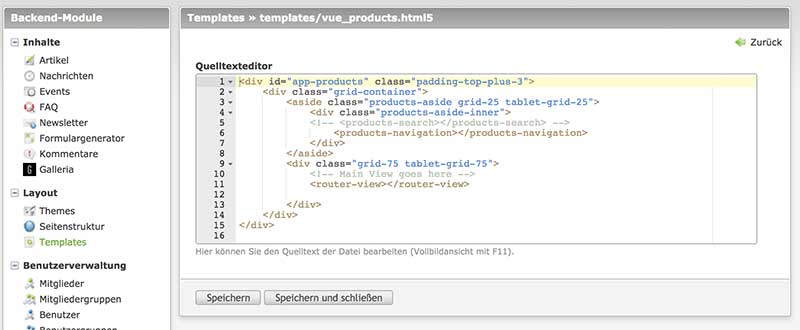 Backend-Module
Inhalte
Artikel
Nachrichten
Events
FAQ
Newsletter
Formulargenerator
Kommentare
Galleria
Layout
Themes
Seitenstruktur
Templates
Benutzerverwaltung
Mitglieder
Mitgliedergruppen
Benutzer
Benutzergruppen
Templates » templates/vue_products.html5
Zurück
Quelltexteditor
1 <div id="app-products" class="padding-top-plus-3">
2 <div class="grid-container">
3 <aside class="products-aside grid-25 tablet-grid-25">
4 <div class="products-aside-inner">
5 <!-- <products-search></products-search> -->
6 <products-navigation></products-navigation>
7 </div>
8 </aside>
9 <div class="grid-75 tablet-grid-75">
10 <!-- Main View goes here -->
11 <router-view></router-view>
12
13 </div>
14 </div>
15 </div>
16
Hier können Sie den Quelltext der Datei bearbeiten (Vollbildansicht mit F11).
Speichern
Speichern und schließen